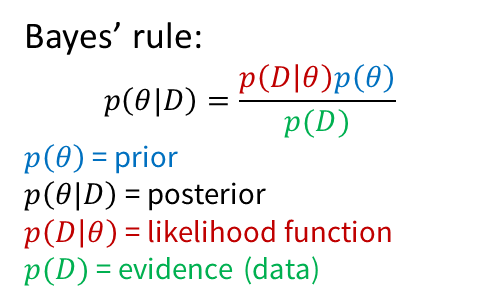 Bayes’ rule:
p(θ|D) = p(D|θ)p(θ) / p(D)
p(θ) = prior
p(θ|D) = posterior
p(D|θ) = likelihood function
p(D) = evidence (data)